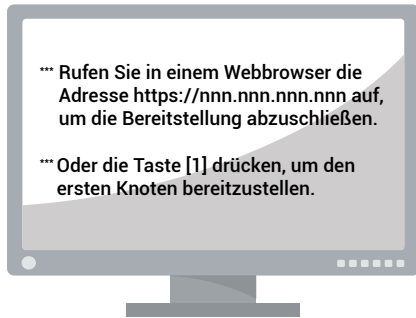 *** Rufen Sie in einem Webbrowser die
Adresse https://nnn.nnn.nnn.nnn auf,
um die Bereitstellung abzuschließen.
*** Oder die Taste [1] drücken, um den
ersten Knoten bereitzustellen.